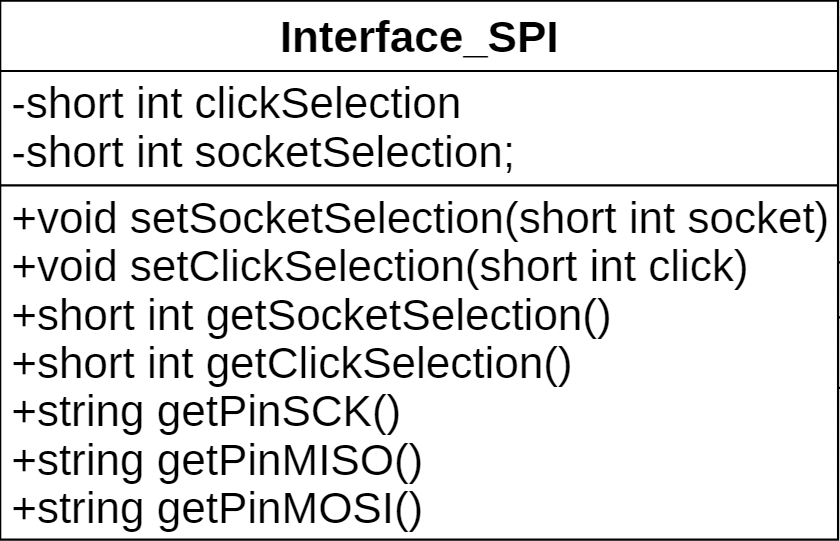 Interface_SPI
-short int clickSelection
-short int socketSelection;
+void setSocketSelection(short int socket)
+void setClickSelection(short int click)
+short int getSocketSelection()
+short int getClickSelection()
+string getPinSCK()
+string getPinMISO()
+string getPinMOSI()